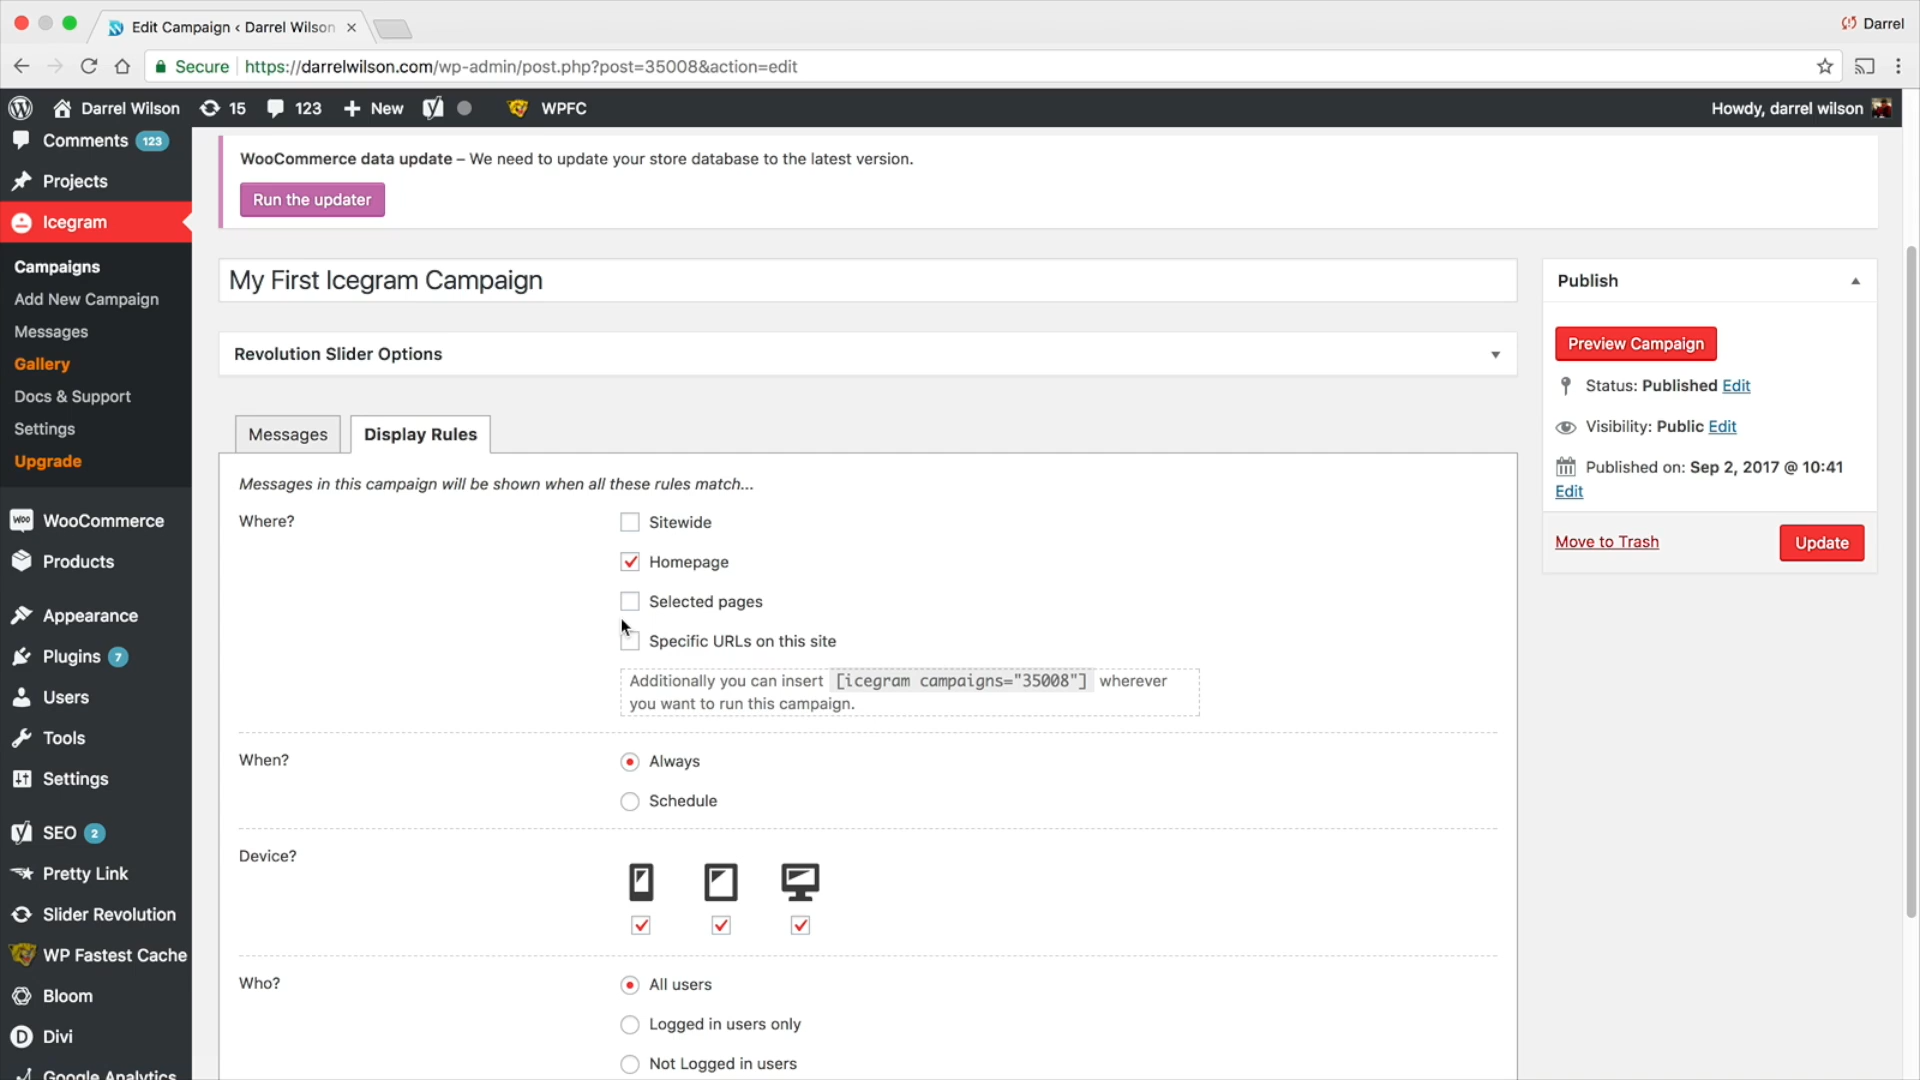 Edit Campaign ‹ Darrel Wilson
Darrel
Secure
https://darrelwilson.com/wp-admin/post.php?post=35008&action=edit
Darrel Wilson
15
123
New
WPFC
Howdy, darrel wilson
Comments 123
Projects
Icegram
Campaigns
Add New Campaign
Messages
Gallery
Docs & Support
Settings
Upgrade
WooCommerce
Products
Appearance
Plugins 7
Users
Tools
Settings
SEO 2
Pretty Link
Slider Revolution
WP Fastest Cache
Bloom
Divi
Google Analytics
WooCommerce data update – We need to update your store database to the latest version.
Run the updater
My First Icegram Campaign
Revolution Slider Options
Messages
Display Rules
Messages in this campaign will be shown when all these rules match...
Where?
Sitewide
Homepage
Selected pages
Specific URLs on this site
Additionally you can insert [icegram campaigns="35008"] wherever
you want to run this campaign.
When?
Always
Schedule
Device?
Who?
All users
Logged in users only
Not Logged in users
Publish
Preview Campaign
Status: Published Edit
Visibility: Public Edit
Published on: Sep 2, 2017 @ 10:41
Edit
Move to Trash
Update